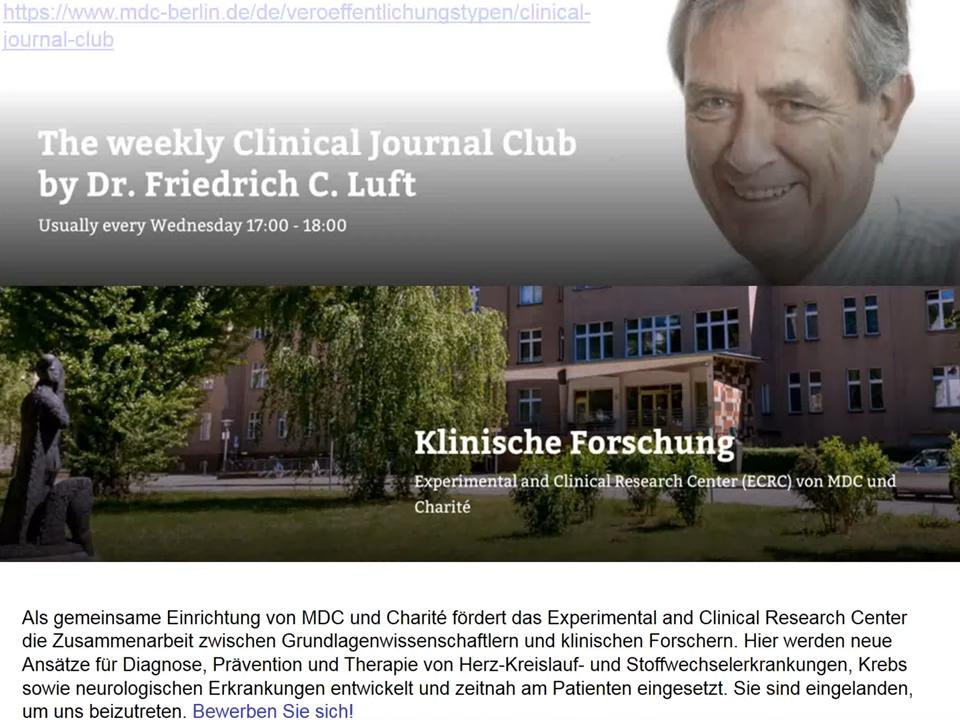 https://www.mdc-berlin.de/de/veroeffentlichungstypen/clinical-
journal-club
The weekly Clinical Journal Club
by Dr. Friedrich C. Luft
Usually every Wednesday 17:00 - 18:00
Klinische Forschung
Experimental and Clinical Research Center (ECRC) von MDC und
Charité
Als gemeinsame Einrichtung von MDC und Charité fördert das Experimental and Clinical Research Center
die Zusammenarbeit zwischen Grundlagenwissenschaftlern und klinischen Forschern. Hier werden neue
Ansätze für Diagnose, Prävention und Therapie von Herz-Kreislauf- und Stoffwechselerkrankungen, Krebs
sowie neurologischen Erkrankungen entwickelt und zeitnah am Patienten eingesetzt. Sie sind eingelanden,
um uns beizutreten. Bewerben Sie sich!